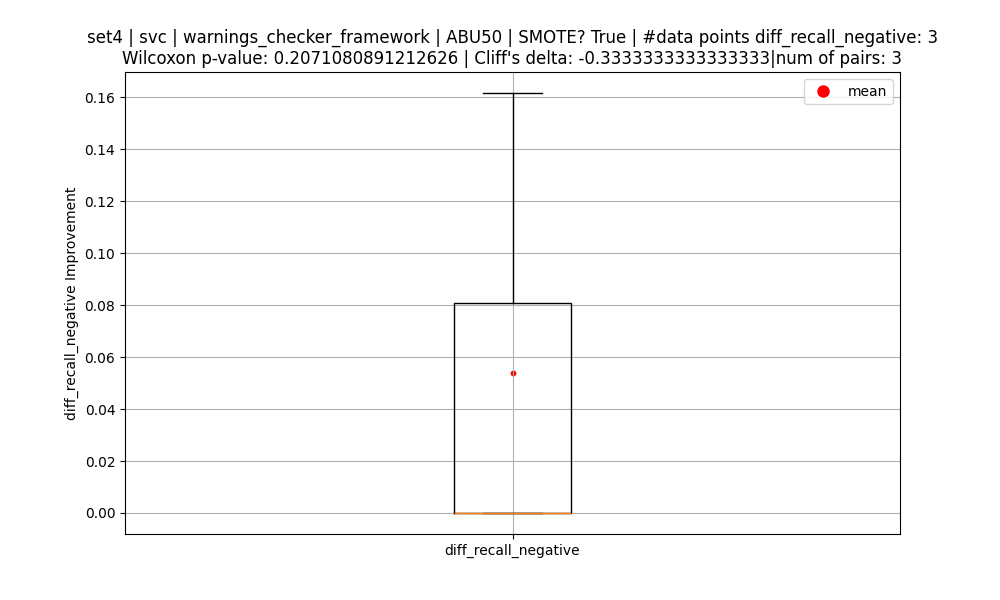 set4 | svc | warnings_checker_framework | ABU50 | SMOTE? True | #data points diff_recall_negative: 3
Wilcoxon p-value: 0.2071080891212626 | Cliff's delta: -0.3333333333333333|num of pairs: 3
mean
0.16
0.14
0.12
0.10
0.08
0.06
0.04
0.02
0.00
diff_recall_negative Improvement
diff_recall_negative